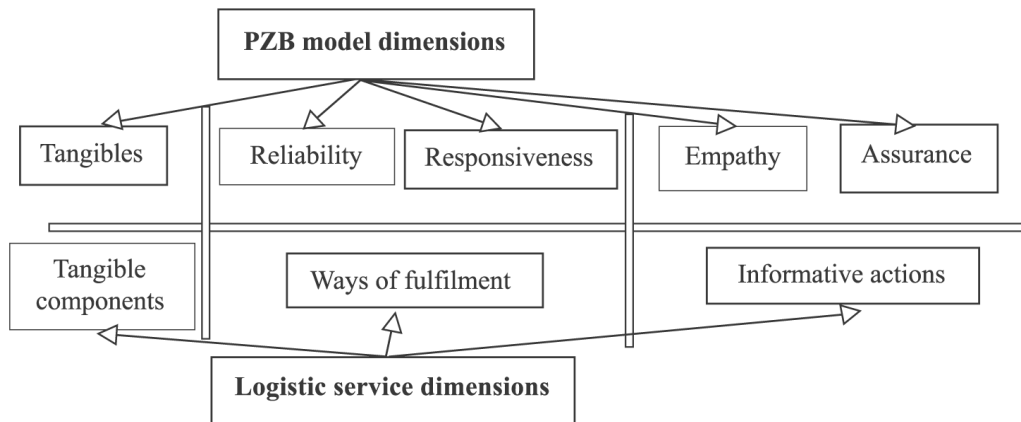 PZB model dimensions
Tangibles
Reliability
Responsiveness
Empathy
Assurance
Tangible
components
Ways of fulfilment
Informative actions
Logistic service dimensions